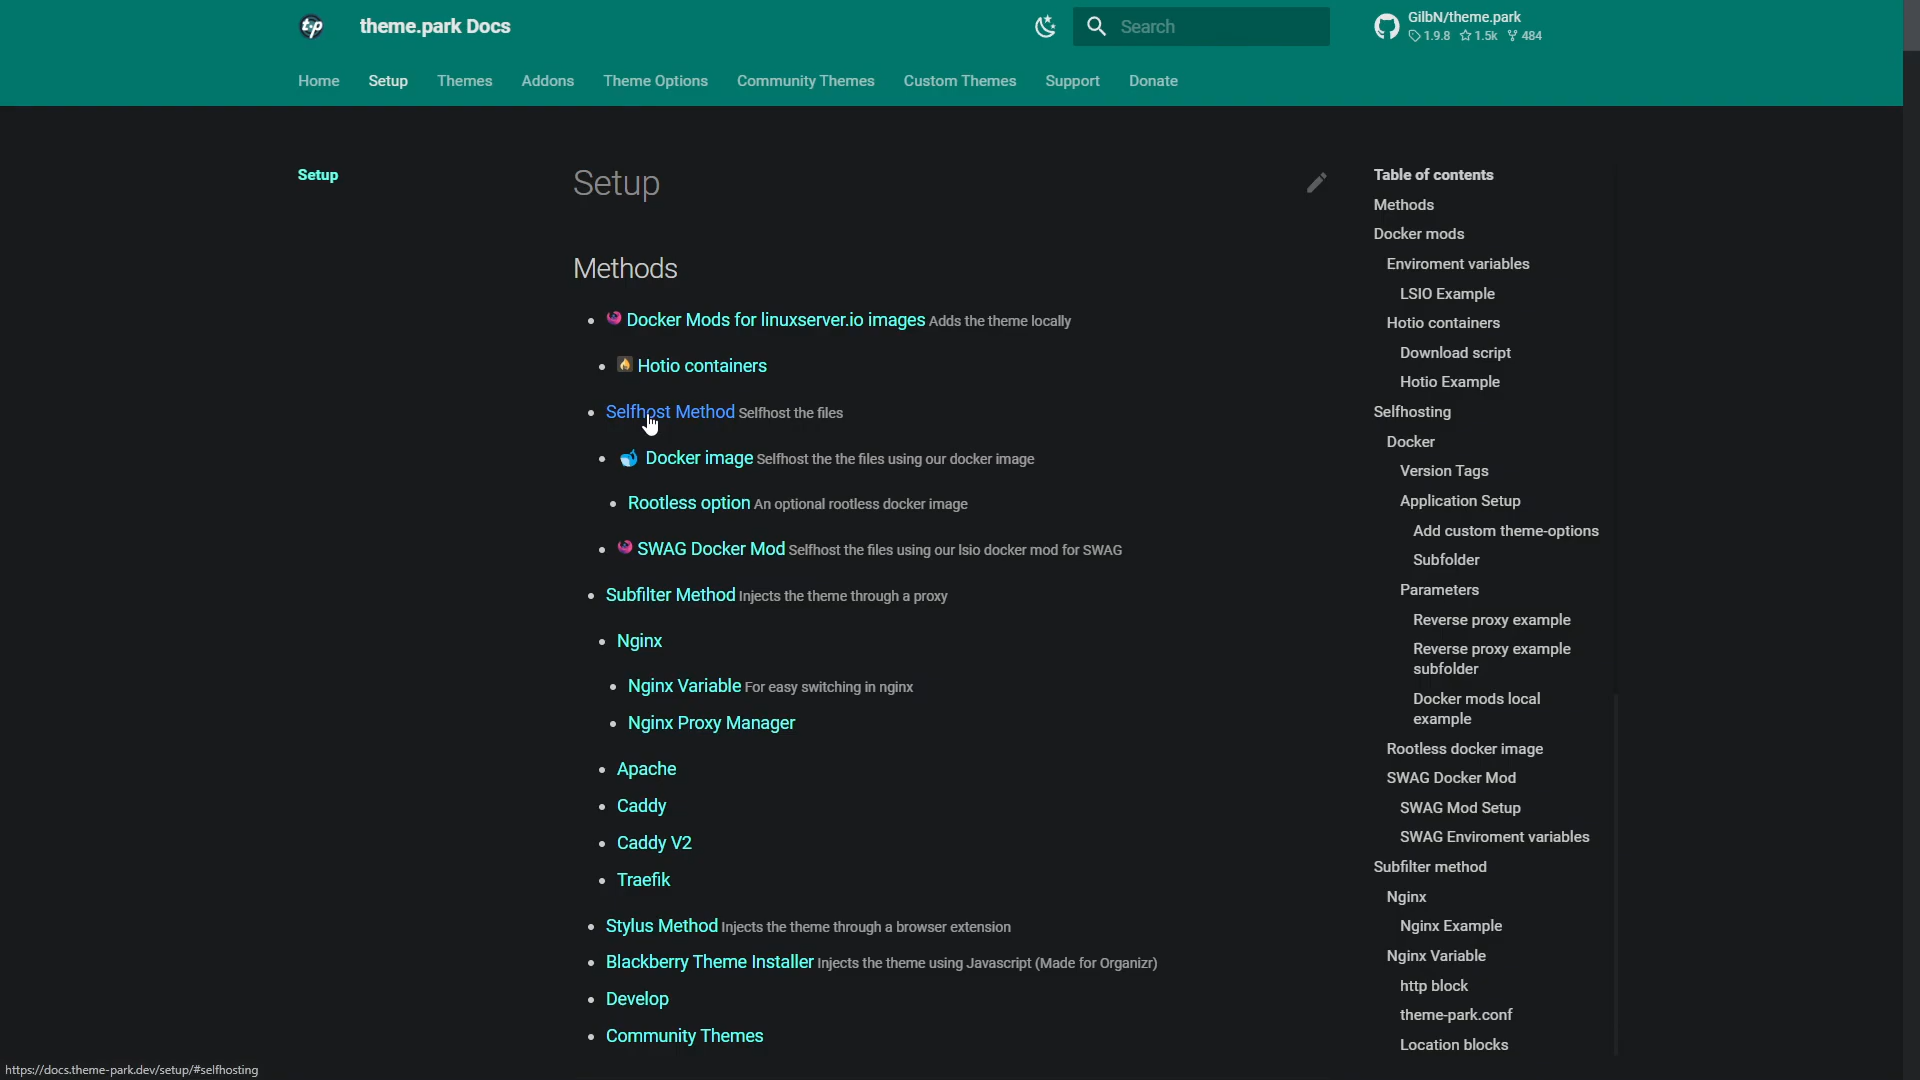 tp
theme.park Docs
Search
GilbN/theme.park
1.9.8 1.5k 484
Home Setup Themes Addons Theme Options Community Themes Custom Themes Support Donate
Setup
Setup
Methods
Docker Mods for linuxserver.io images Adds the theme locally
Hotio containers
Selfhost Method Selfhost the files
Docker image Selfhost the the files using our docker image
Rootless option An optional rootless docker image
SWAG Docker Mod Selfhost the files using our lsio docker mod for SWAG
Subfilter Method Injects the theme through a proxy
Nginx
Nginx Variable For easy switching in nginx
Nginx Proxy Manager
Apache
Caddy
Caddy V2
Traefik
Stylus Method Injects the theme through a browser extension
Blackberry Theme Installer Injects the theme using Javascript (Made for Organizr)
Develop
Community Themes
Table of contents
Methods
Docker mods
Enviroment variables
LSIO Example
Hotio containers
Download script
Hotio Example
Selfhosting
Docker
Version Tags
Application Setup
Add custom theme-options
Subfolder
Parameters
Reverse proxy example
Reverse proxy example
subfolder
Docker mods local
example
Rootless docker image
SWAG Docker Mod
SWAG Mod Setup
SWAG Enviroment variables
Subfilter method
Nginx
Nginx Example
Nginx Variable
http block
theme-park.conf
Location blocks
https://docs.theme-park.dev/setup/#selfhosting